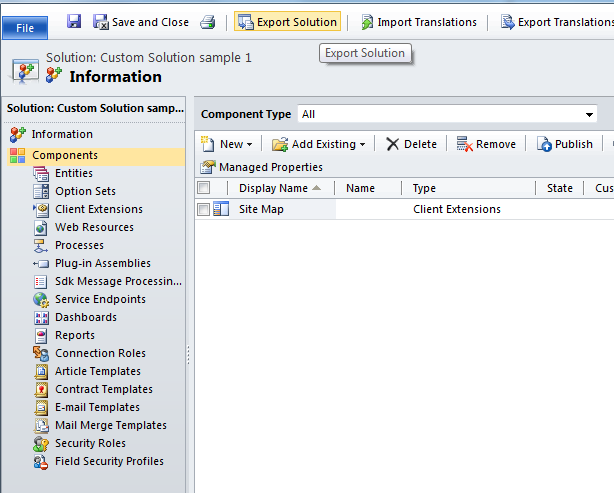 File
Save and Close
Export Solution
Import Translations
Export Translations
Export Solution
Solution: Custom Solution sample 1
Information
Solution: Custom Solution samp...
Information
Components
Entities
Option Sets
Client Extensions
Web Resources
Processes
Plug-in Assemblies
Sdk Message Processin...
Service Endpoints
Dashboards
Reports
Connection Roles
Article Templates
Contract Templates
E-mail Templates
Mail Merge Templates
Security Roles
Field Security Profiles
Component Type All
New
Add Existing
Delete
Remove
Publish
Managed Properties
Display Name Name Type State Cus
Site Map Client Extensions